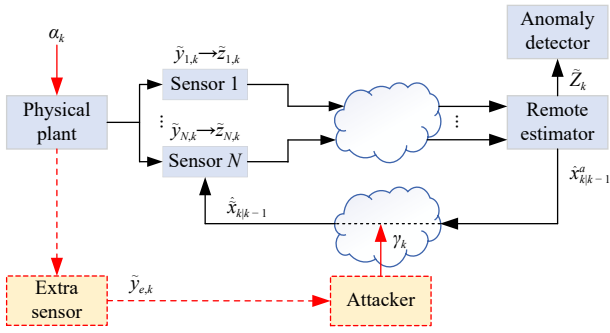 α_k
Anomaly
detector
ỹ_{1,k}→z̃_{1,k}
Z̃_k
Sensor 1
Physical
plant
⋮
ỹ_{N,k}→z̃_{N,k}
⋮
Remote
estimator
Sensor N
x̂^a_{k|k−1}
x̃̂_{k|k−1}
γ_k
ỹ_{e,k}
Extra
sensor
Attacker